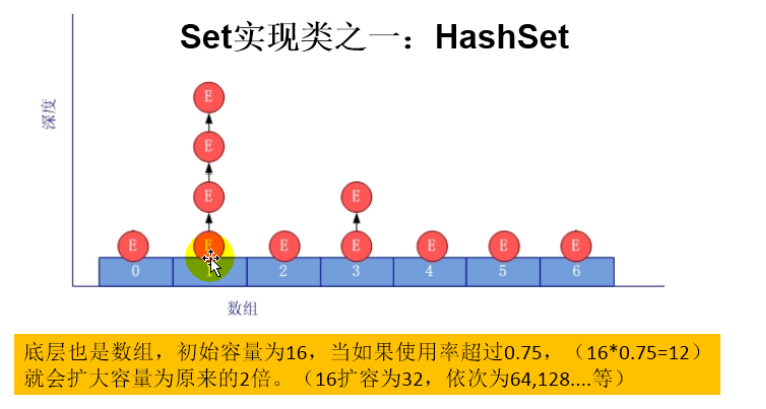 Set实现类之一：HashSet
深度
E
E
E
E
E
E
E
E
E
E
E
0
1
2
3
4
5
6
数组
底层也是数组，初始容量为16，当如果使用率超过0.75，（16*0.75=12）
就会扩大容量为原来的2倍。（16扩容为32，依次为64,128....等）